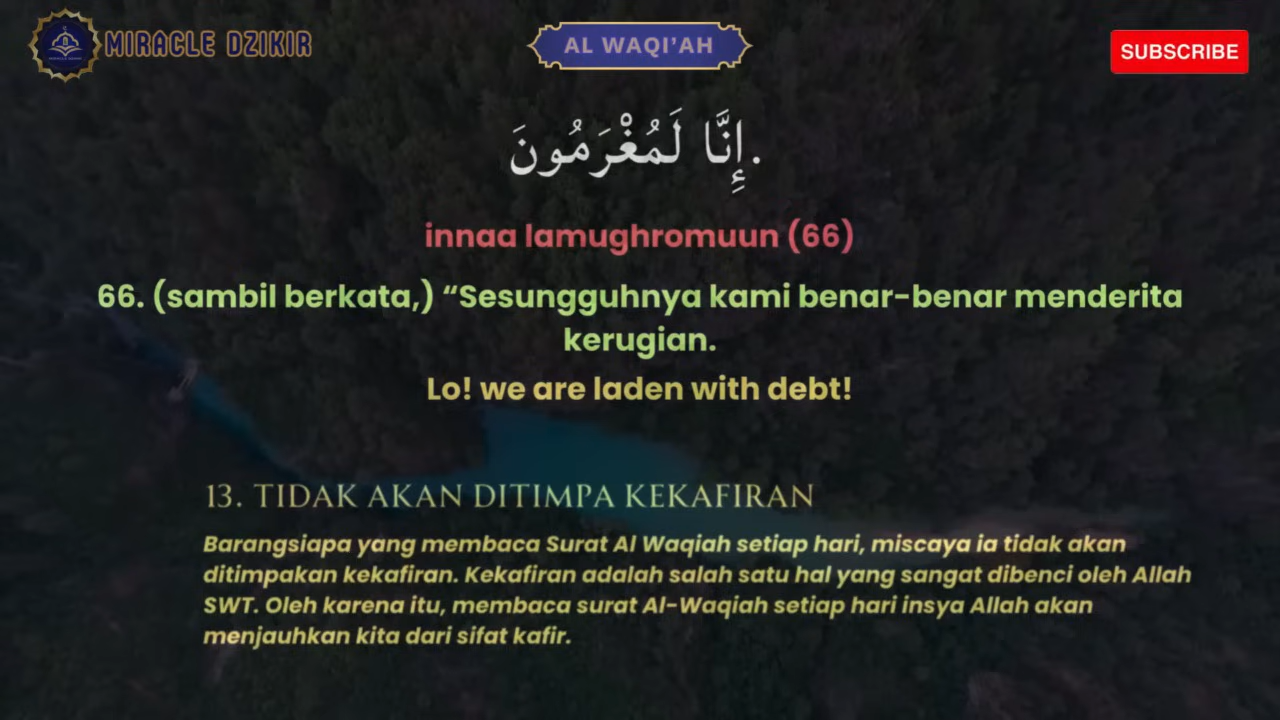 MIRACLE DZIKIR
AL WAQI'AH
SUBSCRIBE
إِنَّا لَمُغْرَمُونَ.
innaa lamughromuun (66)
66. (sambil berkata,) “Sesungguhnya kami benar-benar menderita
kerugian.
Lo! we are laden with debt!
13. TIDAK AKAN DITIMPA KEKAFIRAN
Barangsiapa yang membaca Surat Al Waqiah setiap hari, miscaya ia tidak akan
ditimpakan kekafiran. Kekafiran adalah salah satu hal yang sangat dibenci oleh Allah
SWT. Oleh karena itu, membaca surat Al-Waqiah setiap hari insya Allah akan
menjauhkan kita dari sifat kafir.